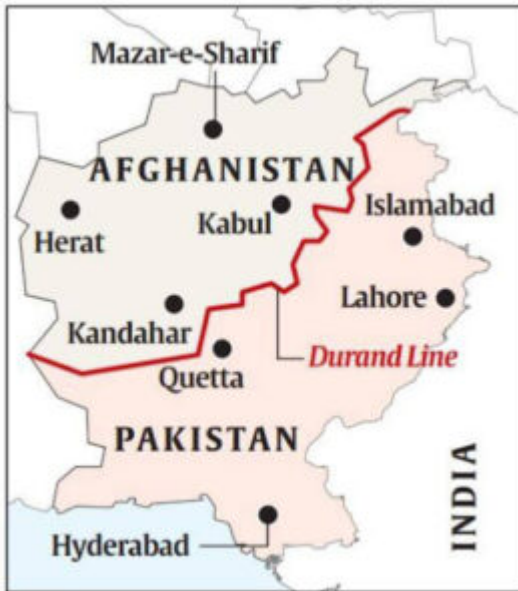 Mazar-e-Sharif
AFGHANISTAN
Kabul
Islamabad
Herat
Lahore
Kandahar
Durand Line
Quetta
PAKISTAN
INDIA
Hyderabad